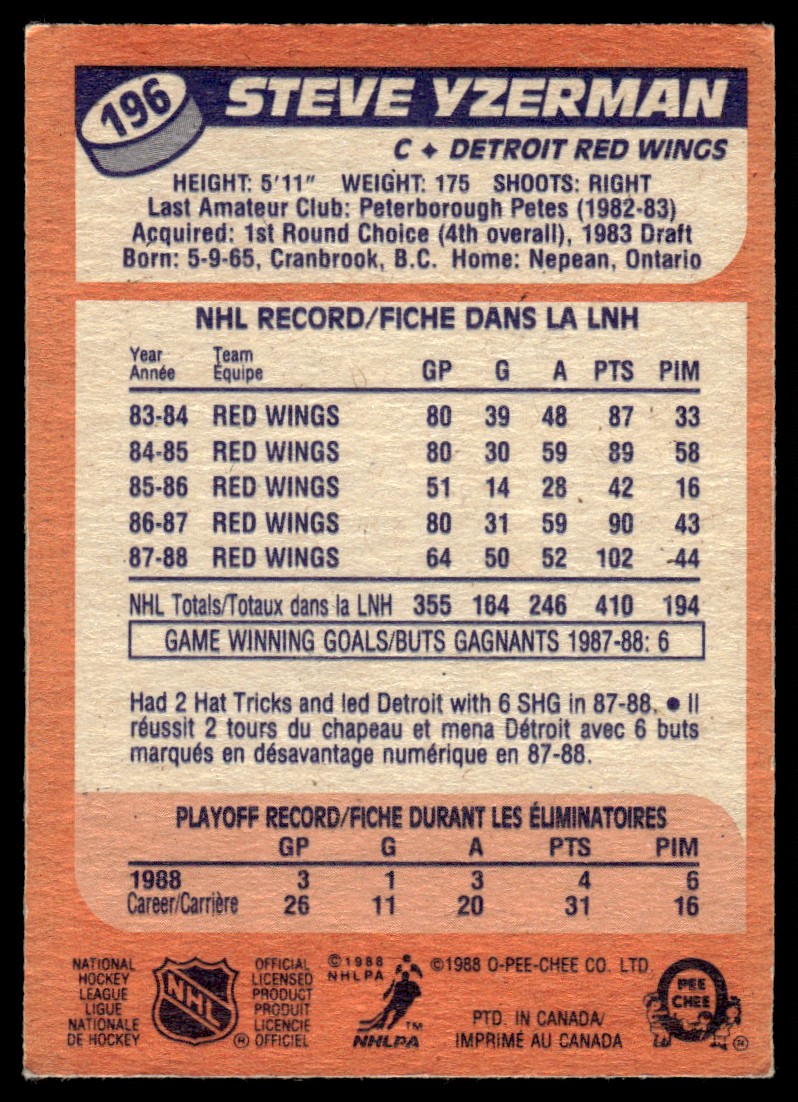 196
STEVE YZERMAN
C ✦ DETROIT RED WINGS
HEIGHT: 5'11" WEIGHT: 175 SHOOTS: RIGHT
Last Amateur Club: Peterborough Petes (1982-83)
Acquired: 1st Round Choice (4th overall), 1983 Draft
Born: 5-9-65, Cranbrook, B.C. Home: Nepean, Ontario
NHL RECORD/FICHE DANS LA LNH
Year Team
Année Équipe GP G A PTS PIM
83-84 RED WINGS 80 39 48 87 33
84-85 RED WINGS 80 30 59 89 58
85-86 RED WINGS 51 14 28 42 16
86-87 RED WINGS 80 31 59 90 43
87-88 RED WINGS 64 50 52 102 44
NHL Totals/Totaux dans la LNH 355 164 246 410 194
GAME WINNING GOALS/BUTS GAGNANTS 1987-88: 6
Had 2 Hat Tricks and led Detroit with 6 SHG in 87-88. ● Il
réussit 2 tours du chapeau et mena Détroit avec 6 buts
marqués en désavantage numérique en 87-88.
PLAYOFF RECORD/FICHE DURANT LES ÉLIMINATOIRES
GP G A PTS PIM
1988 3 1 3 4 6
Career/Carrière 26 11 20 31 16
NATIONAL
HOCKEY
LEAGUE
LIGUE
NATIONALE
DE HOCKEY
NHL
®
OFFICIAL
LICENSED
PRODUCT
PRODUIT
LICENCIE
OFFICIEL
©1988
NHLPA
™
NHLPA
©1988 O-PEE-CHEE CO. LTD.
PTD. IN CANADA/
IMPRIMÉ AU CANADA
PEE
CHEE